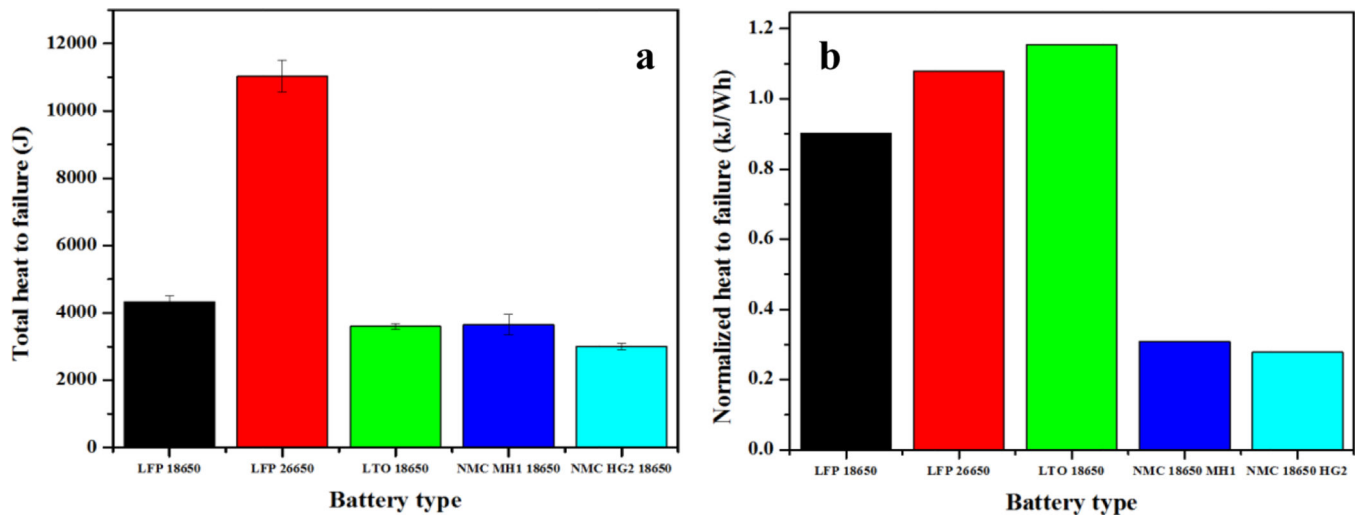 a
Total heat to failure (J)
12000
10000
8000
6000
4000
2000
0
LFP 18650 LFP 26650 LTO 18650 NMC MH1 18650 NMC HG2 18650
Battery type
b
Normalized heat to failure (kJ/Wh)
1.2
1.0
0.8
0.6
0.4
0.2
0.0
LFP 18650 LFP 26650 LTO 18650 NMC 18650 MH1 NMC 18650 HG2
Battery type